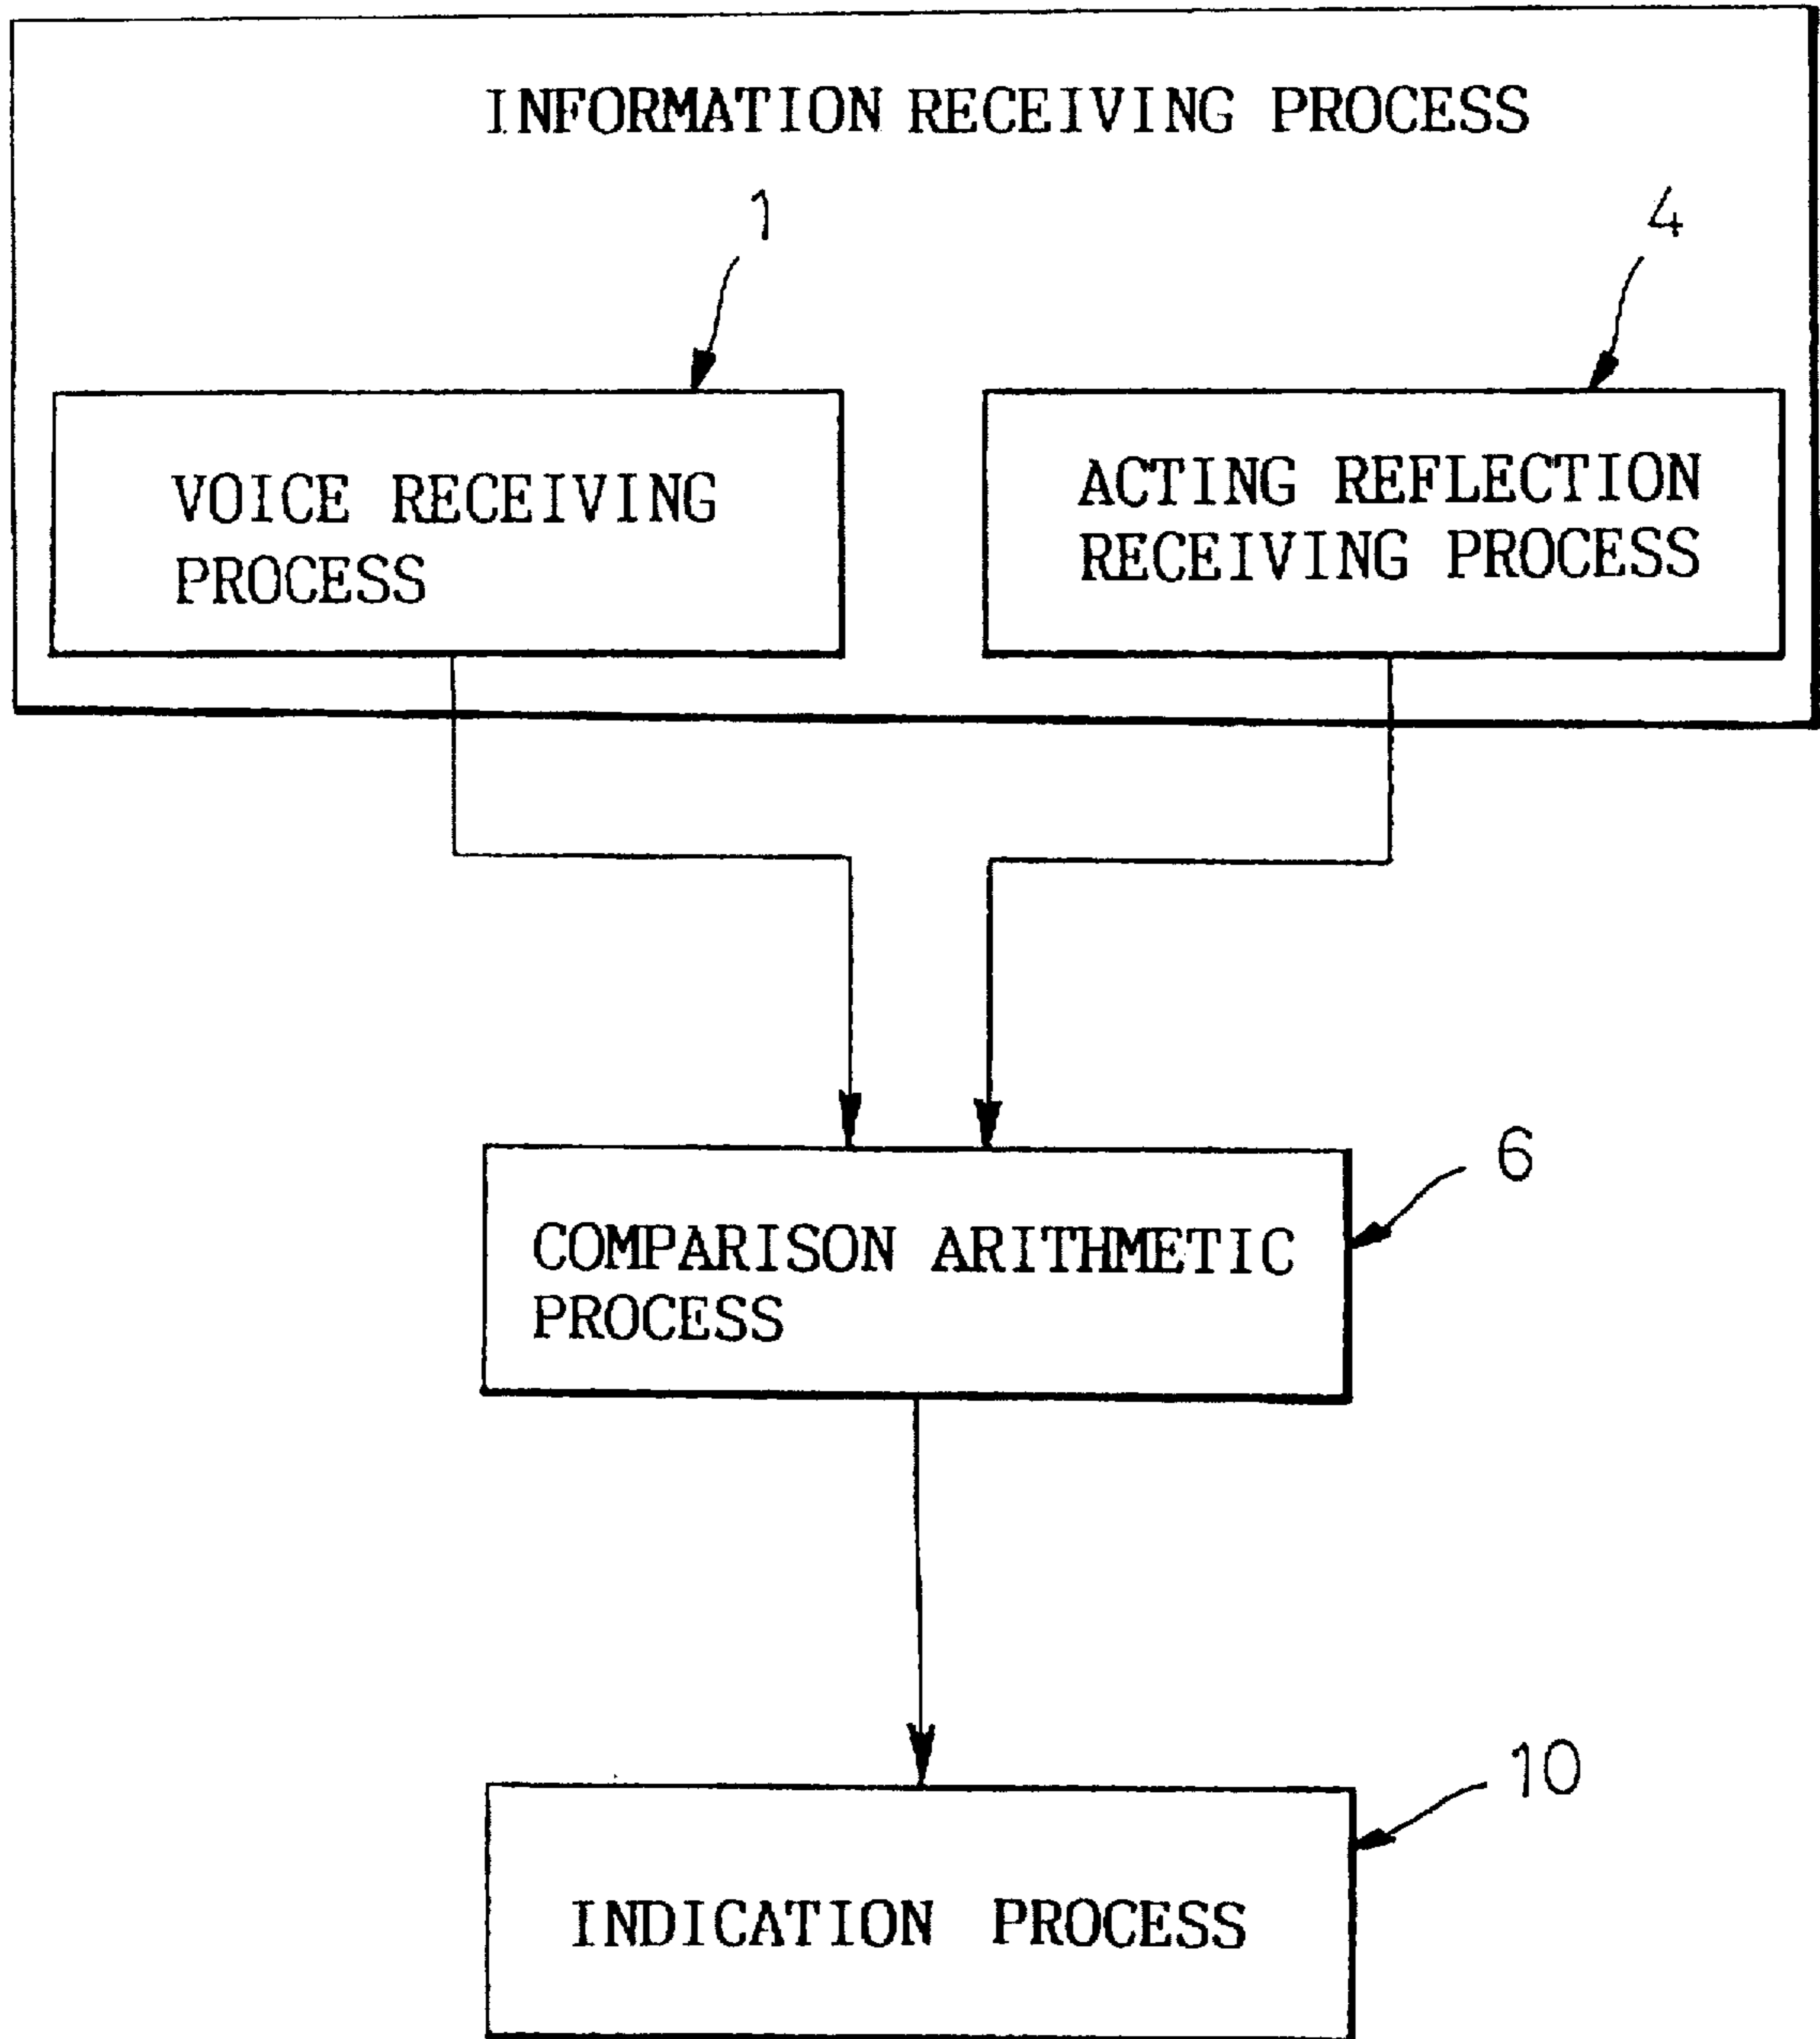 INFORMATION RECEIVING PROCESS
1
4
VOICE RECEIVING
PROCESS
ACTING REFLECTION
RECEIVING PROCESS
6
COMPARISON ARITHMETIC
PROCESS
10
INDICATION PROCESS